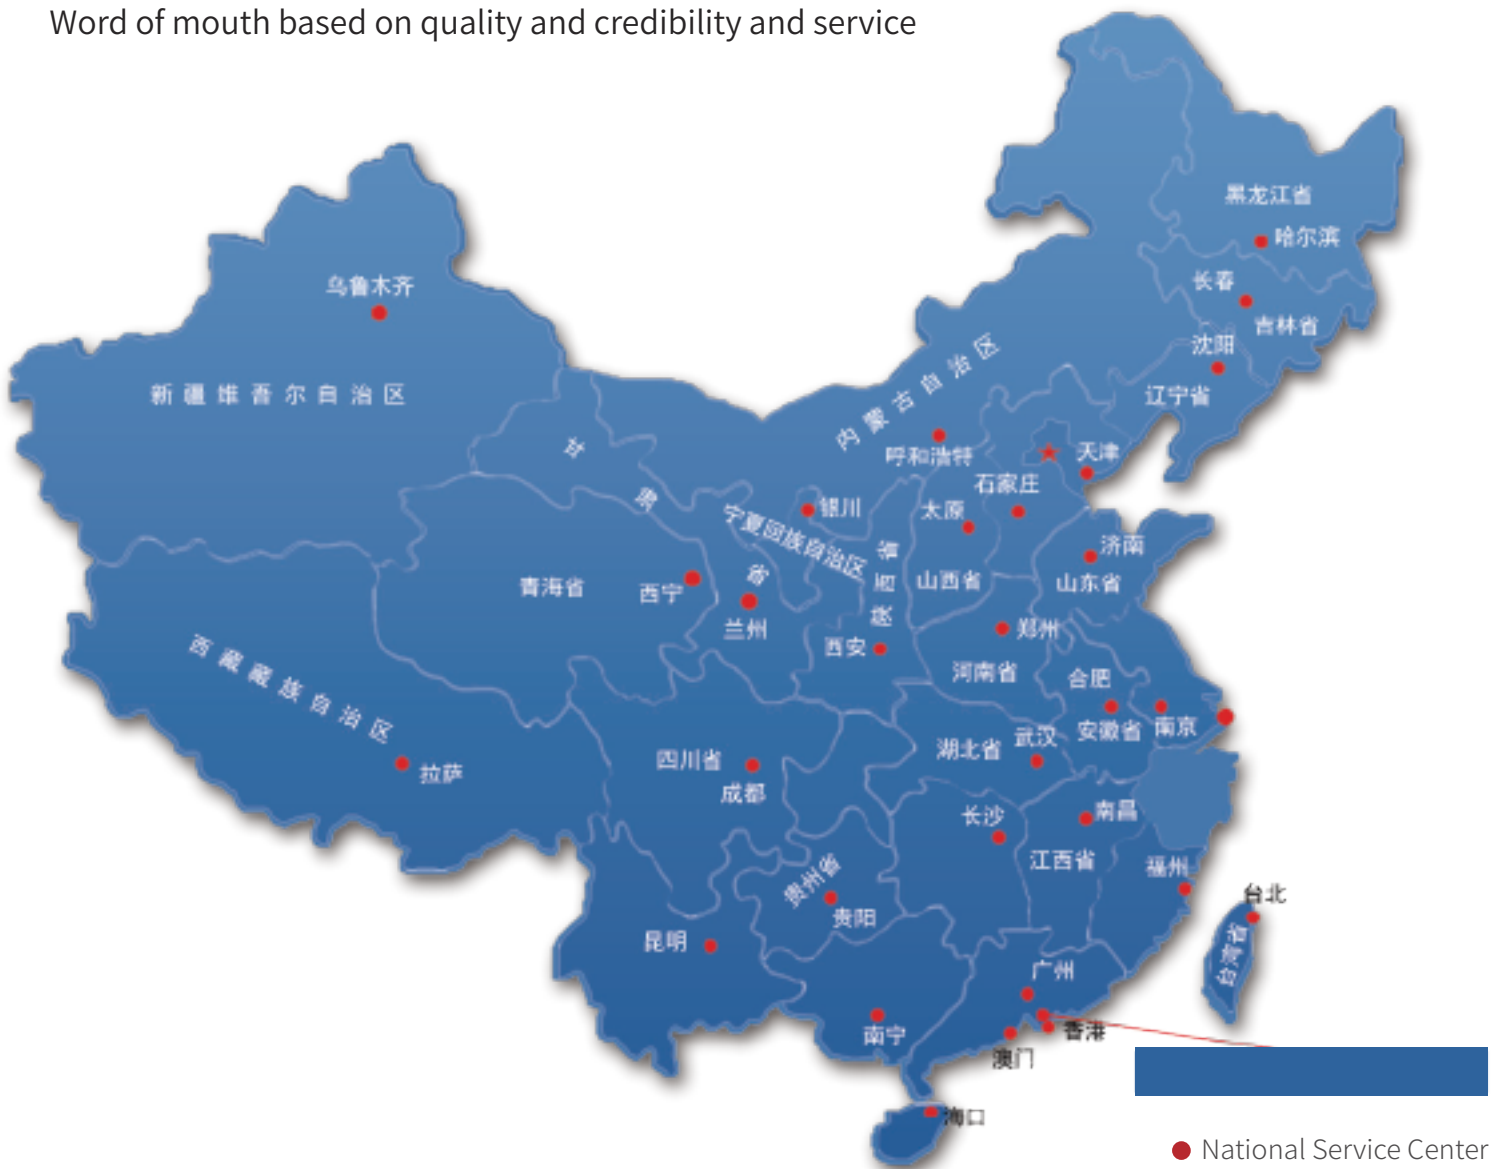 Word of mouth based on quality and credibility and service
黑龙江省
哈尔滨
长春
吉林省
乌鲁木齐
沈阳
辽宁省
新疆维吾尔自治区
内蒙古自治区
呼和浩特
天津
甘肃省
石家庄
银川
太原
宁夏回族自治区
济南
陕西省
山西省
山东省
青海省
西宁
兰州
郑州
西安
河南省
西藏藏族自治区
合肥
安徽省
南京
湖北省
武汉
四川省
成都
拉萨
长沙
南昌
江西省
福州
贵州省
贵阳
台北
台湾省
昆明
广州
南宁
香港
澳门
海口
National Service Center